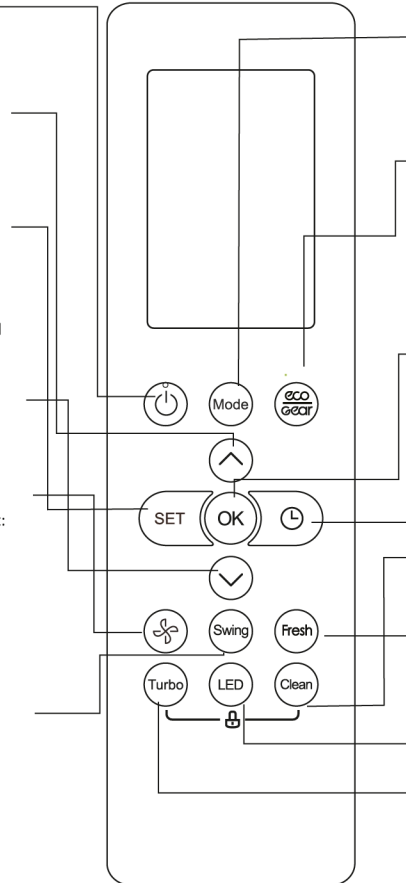 Mode
eco
Gear
SET
OK
:
Swing
Fresh
Turbo
LED
Clean